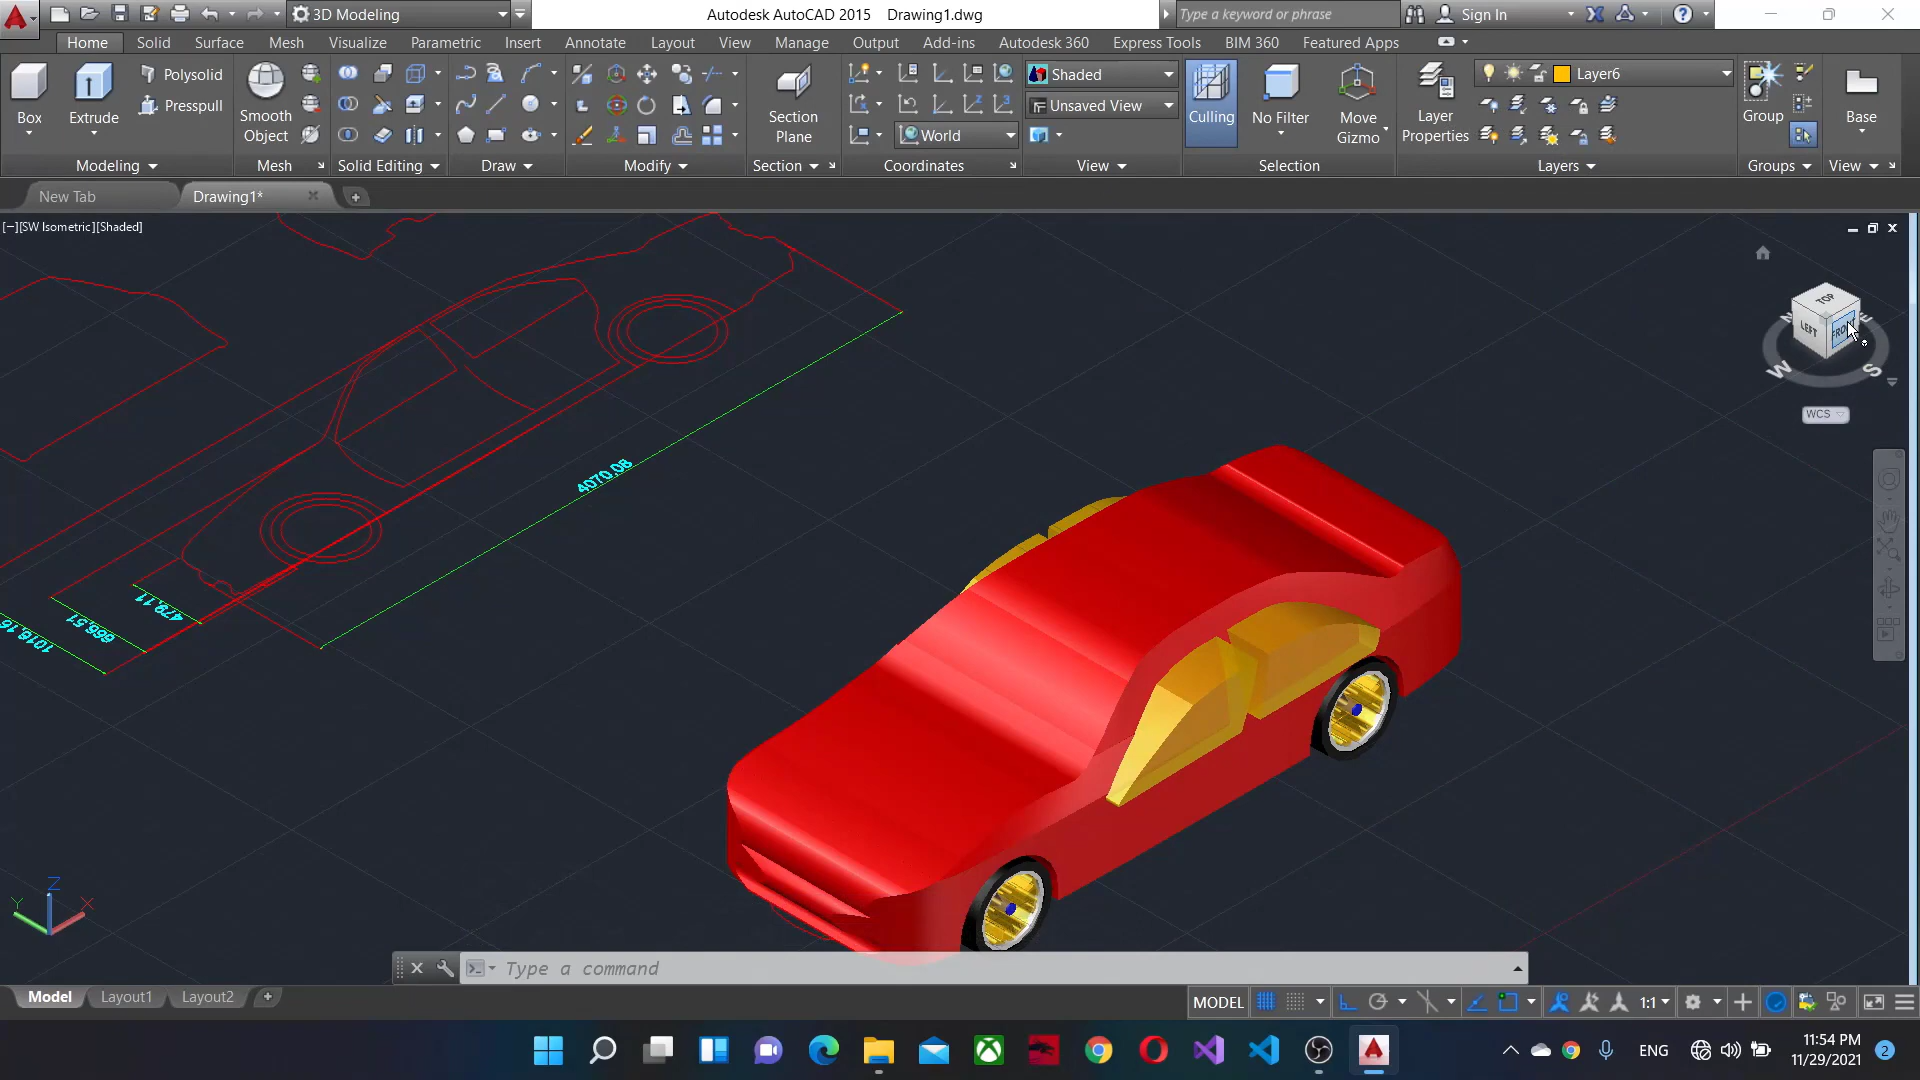 3D Modeling
Autodesk AutoCAD 2015 Drawing1.dwg
Type a keyword or phrase
Sign In
Home Solid Surface Mesh Visualize Parametric Insert Annotate Layout View Manage Output Add-ins Autodesk 360 Express Tools BIM 360 Featured Apps
Box
Extrude
Polysolid
Presspull
Smooth
Object
Section
Plane
World
Shaded
Unsaved View
Culling
No Filter
Move
Gizmo
Layer
Properties
Layer6
Group
Base
Modeling
Mesh
Solid Editing
Draw
Modify
Section
Coordinates
View
Selection
Layers
Groups
View
New Tab
Drawing1*
[−][SW Isometric][Shaded]
TOP
LEFT
FRONT
W
S
WCS
4070,08
479,11
666,51
1016,16
Z
Y
X
Type a command
Model
Layout1
Layout2
MODEL
1:1
ENG
11:54 PM
11/29/2021
2